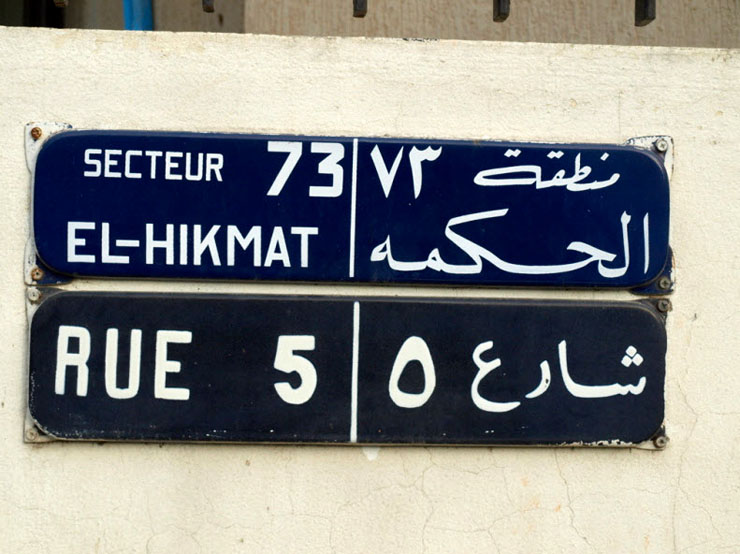 SECTEUR 73
EL-HIKMAT
منطقة ٧٣
الحكمه
RUE 5
شارع ٥